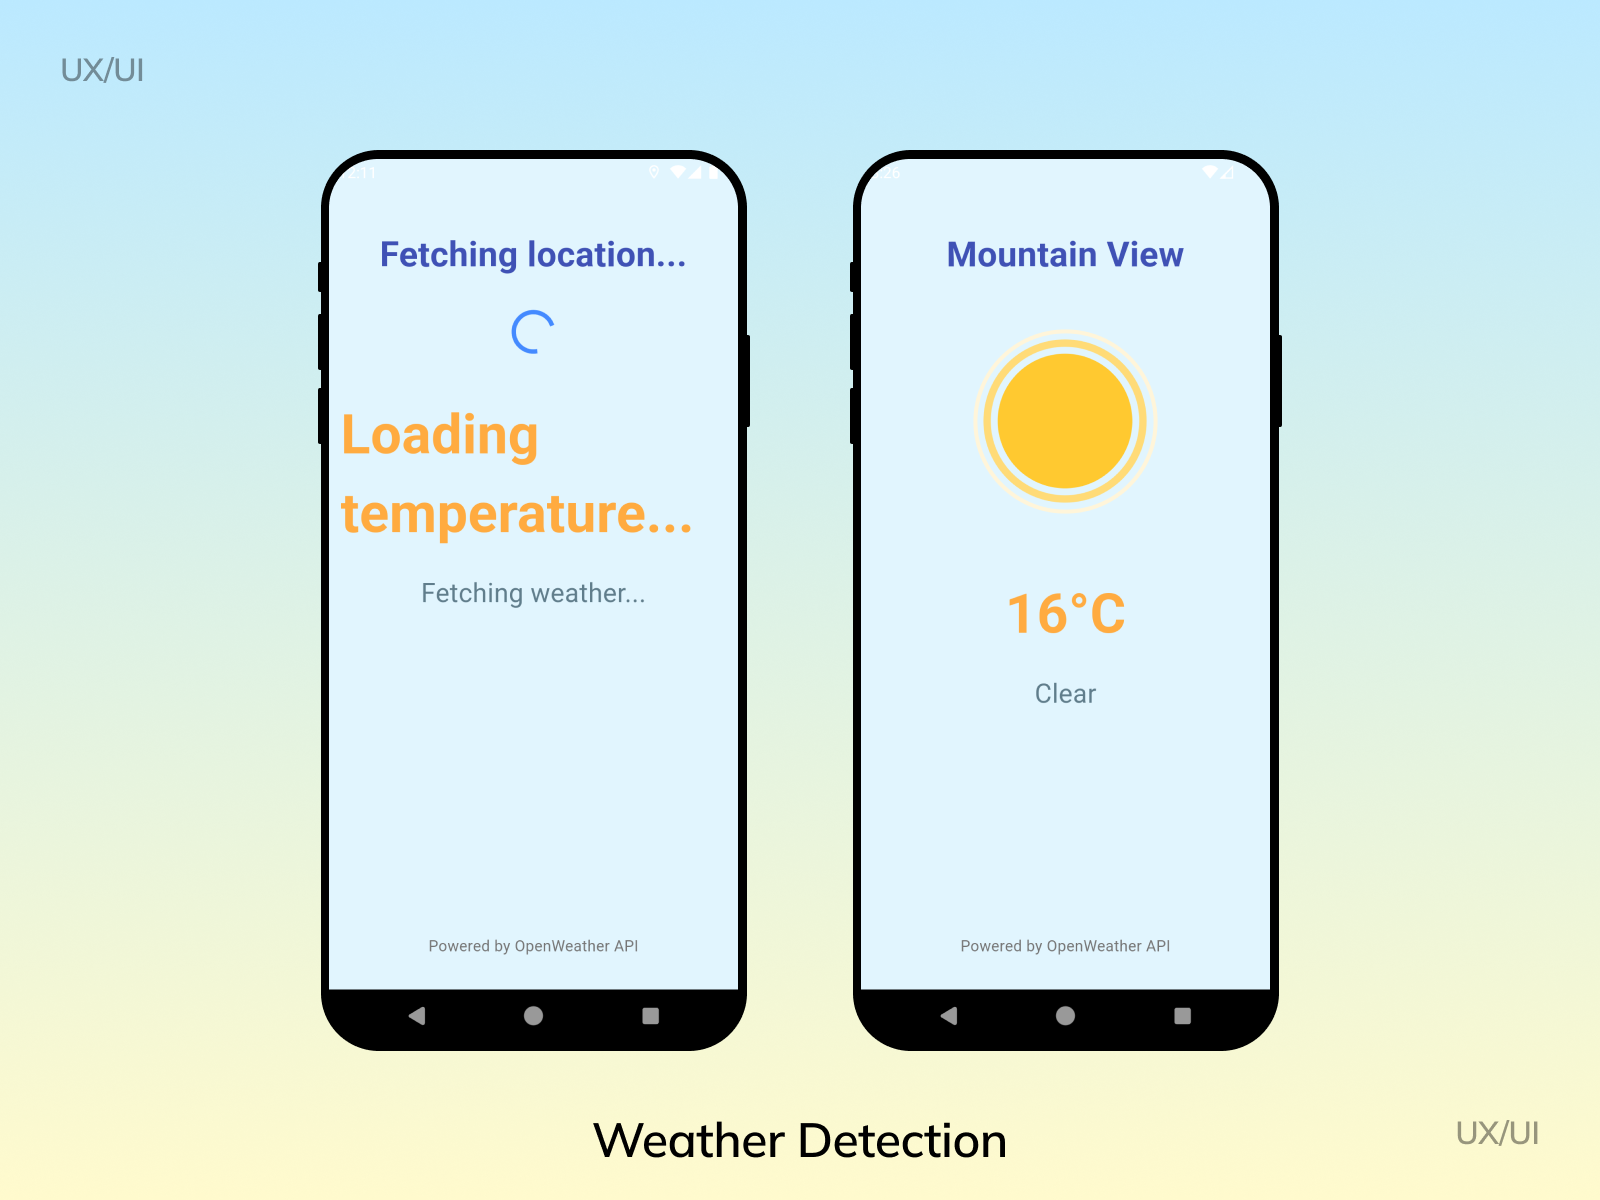 UX/UI
2:11
Fetching location...
Loading
temperature...
Fetching weather...
Powered by OpenWeather API
26
Mountain View
16°C
Clear
Powered by OpenWeather API
Weather Detection
UX/UI